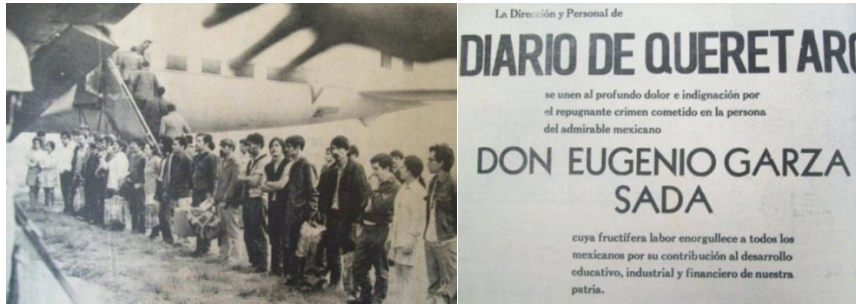 La Dirección y Personal de
DIARIO DE QUERETARO
se unen al profundo dolor e indignación por
el repugnante crimen cometido en la persona
del admirable mexicano
DON EUGENIO GARZA
SADA
cuya fructífera labor enorgullece a todos los
mexicanos por su contribución al desarrollo
educativo, industrial y financiero de nuestra
patria.